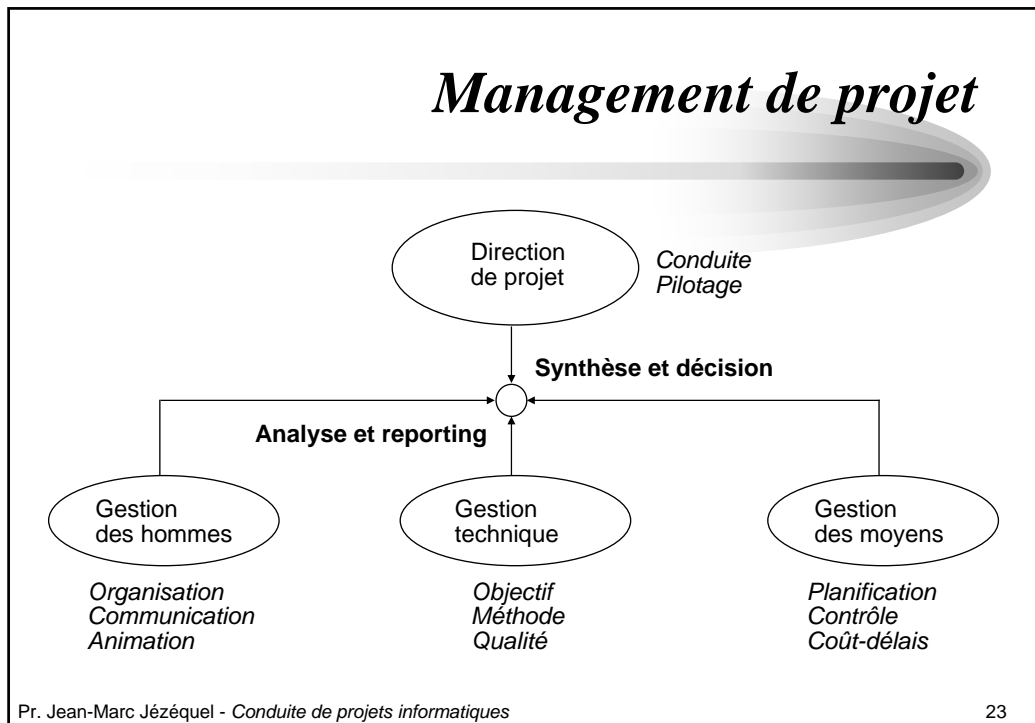 Management de projet
Direction
de projet
Conduite
Pilotage
Synthèse et décision
Analyse et reporting
Gestion
des hommes
Gestion
technique
Gestion
des moyens
Organisation
Communication
Animation
Objectif
Méthode
Qualité
Planification
Contrôle
Coût-délais
Pr. Jean-Marc Jézéquel - Conduite de projets informatiques
23